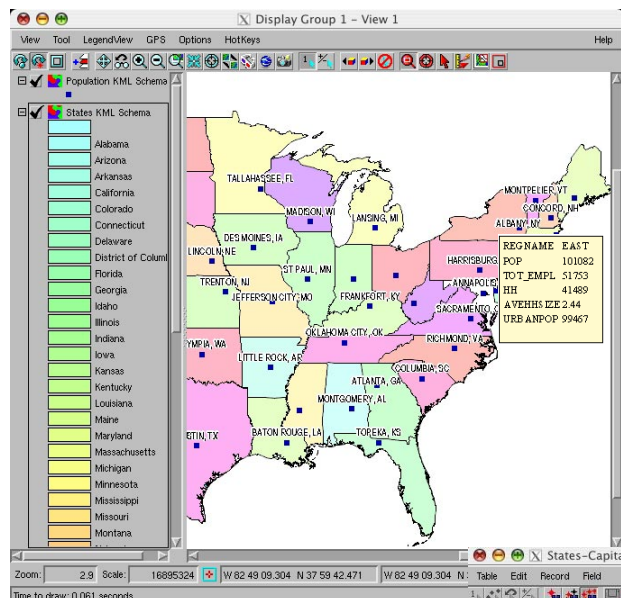 Display Group 1 - View 1
View Tool LegendView GPS Options HotKeys Help
Population KML Schema
States KML Schema
Alabama
Arizona
Arkansas
California
Colorado
Connecticut
Delaware
District of Columl
Florida
Georgia
Idaho
Illinois
Indiana
Iowa
Kansas
Kentucky
Louisiana
Maine
Maryland
Massachusetts
Michigan
Minnesota
Mississippi
Missouri
Montana
TALLAHASSEE, FL
MADISON, WI
LANSING, MI
MONTPELIER, VT
CONCORD, NH
ALBANY, NY
LINCOLN, NE
DES MOINES, IA
HARRISBURG,
TRENTON, NJ
ST PAUL, MN
ANNAPOLIS
JEFFERSON CITY, MO
FRANKFORT, KY
SACRAMENTO, C
YMPIA, WA
OKLAHOMA CITY, OK
RICHMOND, VA
LITTLE ROCK, AR
COLUMBIA, SC
ATLANTA, GA
MONTGOMERY, AL
STIN, TX
BATON ROUGE, LA
TOPEKA, KS
REGNAME EAST
POP 101082
TOT_EMPL 51753
HH 41489
AVEHHSIZE 2.44
URBANPOP 99467
States-Capita
Table Edit Record Field
Zoom: 2.9 Scale: 16895324 W 82 49 09.304 N 37 59 42.471 W 82 49 09.304 N
Time to draw: 0.061 seconds